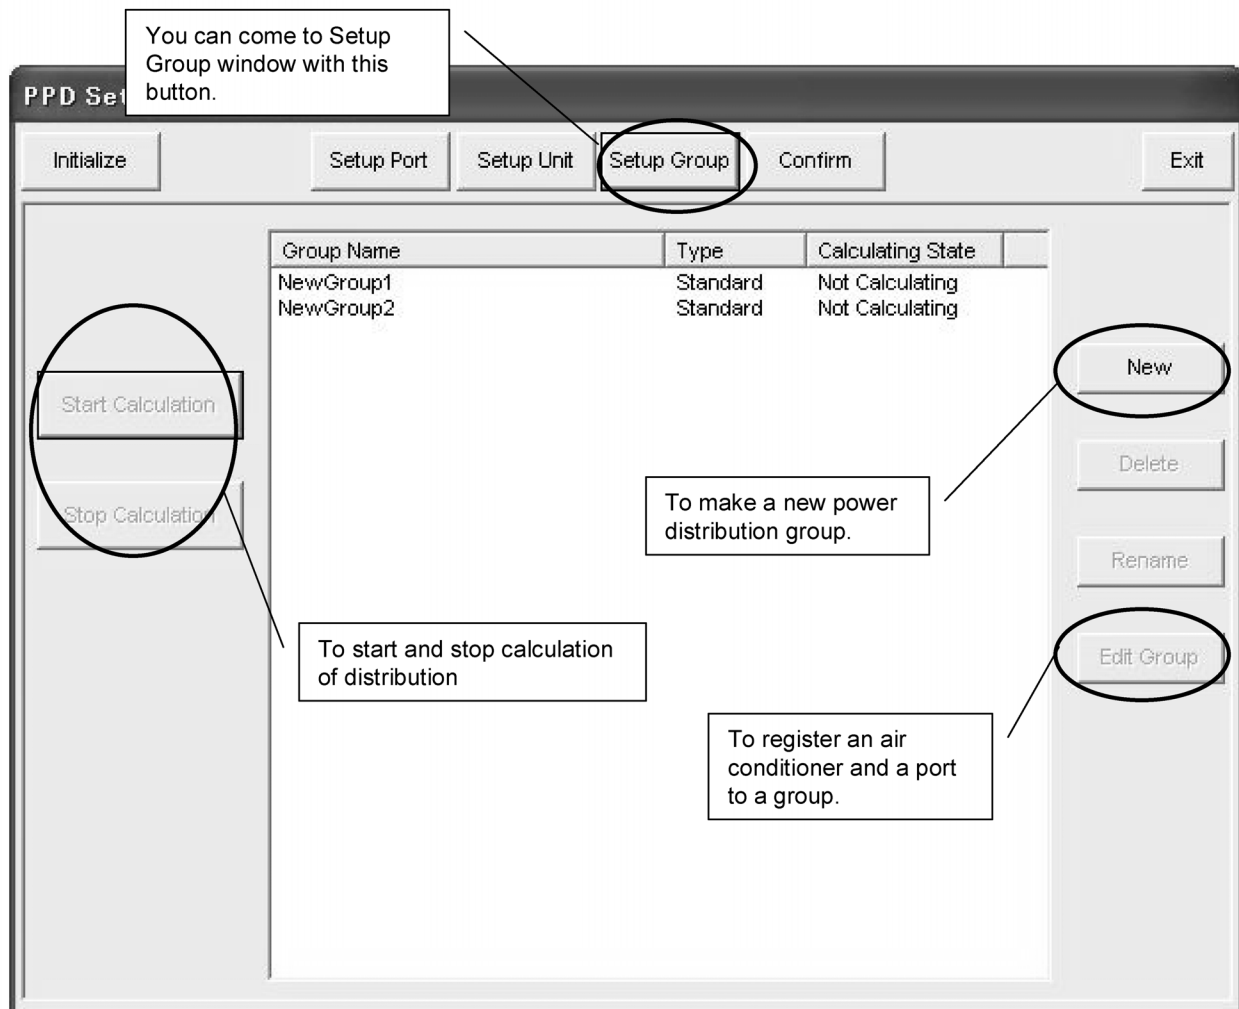 You can come to Setup
Group window with this
button.
PPD Set
Initialize
Setup Port
Setup Unit
Setup Group
Confirm
Exit
Group Name Type Calculating State
NewGroup1 Standard Not Calculating
NewGroup2 Standard Not Calculating
Start Calculation
Stop Calculation
New
Delete
Rename
Edit Group
To make a new power
distribution group.
To start and stop calculation
of distribution
To register an air
conditioner and a port
to a group.